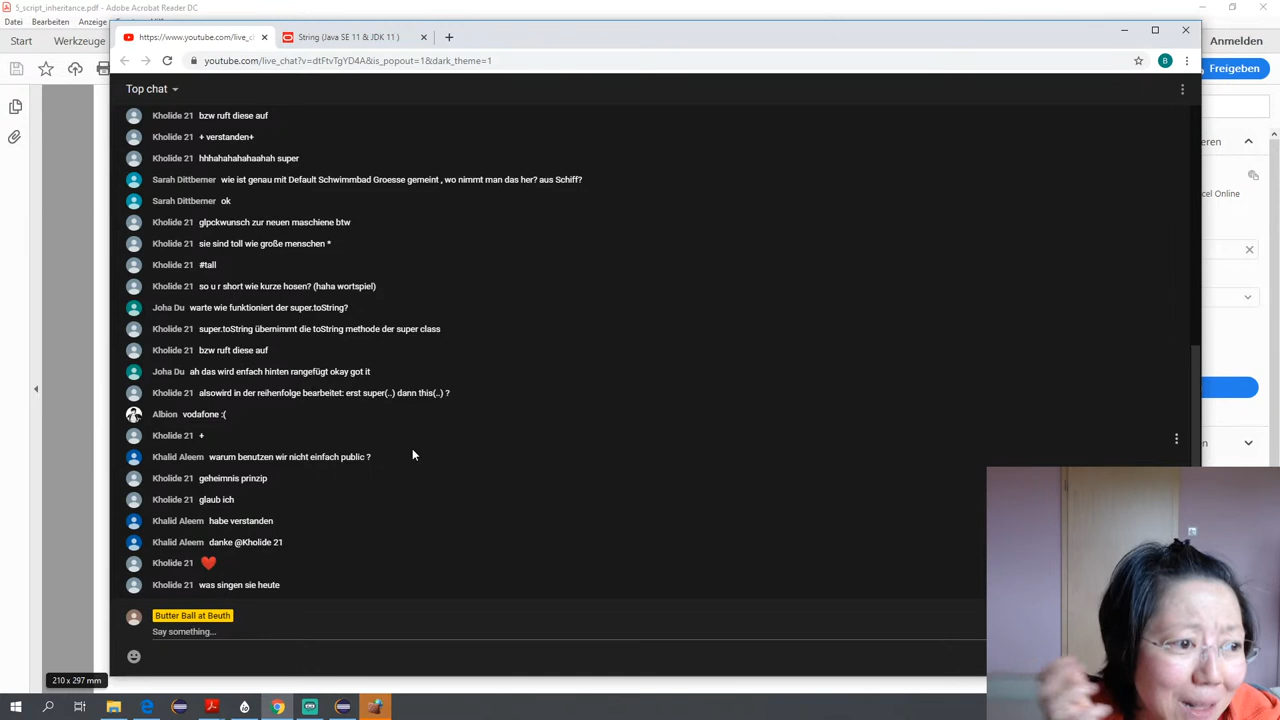 5_script_inheritance.pdf - Adobe Acrobat Reader DC
Datei Bearbeiten Anzeige
Start Werkzeuge
Anmelden
https://www.youtube.com/live_c
String (Java SE 11 & JDK 11 )
youtube.com/live_chat?v=dtFtvTgYD4A&is_popout=1&dark_theme=1
B
Freigeben
Top chat
Kholide 21 bzw ruft diese auf
Kholide 21 + verstanden+
eren
Kholide 21 hhhahahahahaahah super
Sarah Dittberner wie ist genau mit Default Schwimmbad Groesse gemeint , wo nimmt man das her? aus Schiff?
cel Online
Sarah Dittberner ok
Kholide 21 glpckwunsch zur neuen maschiene btw
Kholide 21 sie sind toll wie große menschen *
Kholide 21 #tall
Kholide 21 so u r short wie kurze hosen? (haha wortspiel)
Joha Du warte wie funktioniert der super.toString?
Kholide 21 super.toString übernimmt die toString methode der super class
Kholide 21 bzw ruft diese auf
Joha Du ah das wird enfach hinten rangefügt okay got it
Kholide 21 alsowird in der reihenfolge bearbeitet: erst super(..) dann this(..) ?
Albion vodafone :(
Kholide 21 +
en
Khalid Aleem warum benutzen wir nicht einfach public ?
Kholide 21 geheimnis prinzip
Kholide 21 glaub ich
Khalid Aleem habe verstanden
Khalid Aleem danke @Kholide 21
Kholide 21 ❤️
Kholide 21 was singen sie heute
Butter Ball at Beuth
Say something...
210 x 297 mm